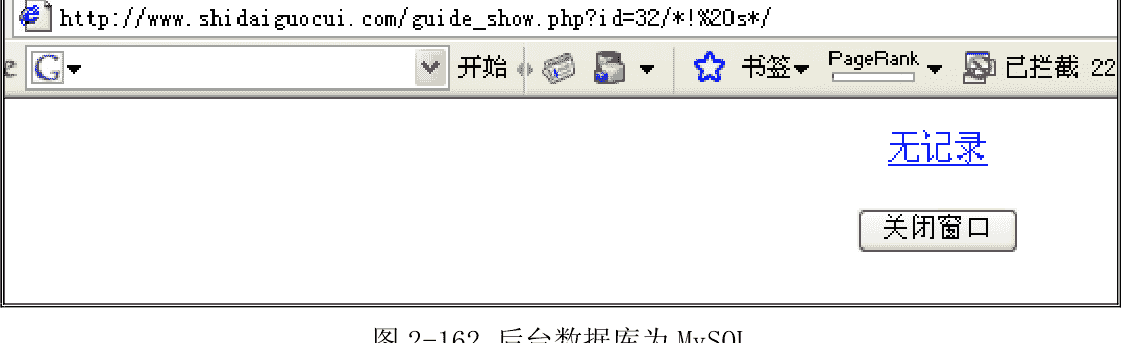 http://www.shidaiguocui.com/guide_show.php?id=32/*!%20s*/
e G 开始 书签 PageRank 已拦截 22
无记录
关闭窗口
图 2-162 后台数据库为 MySQL